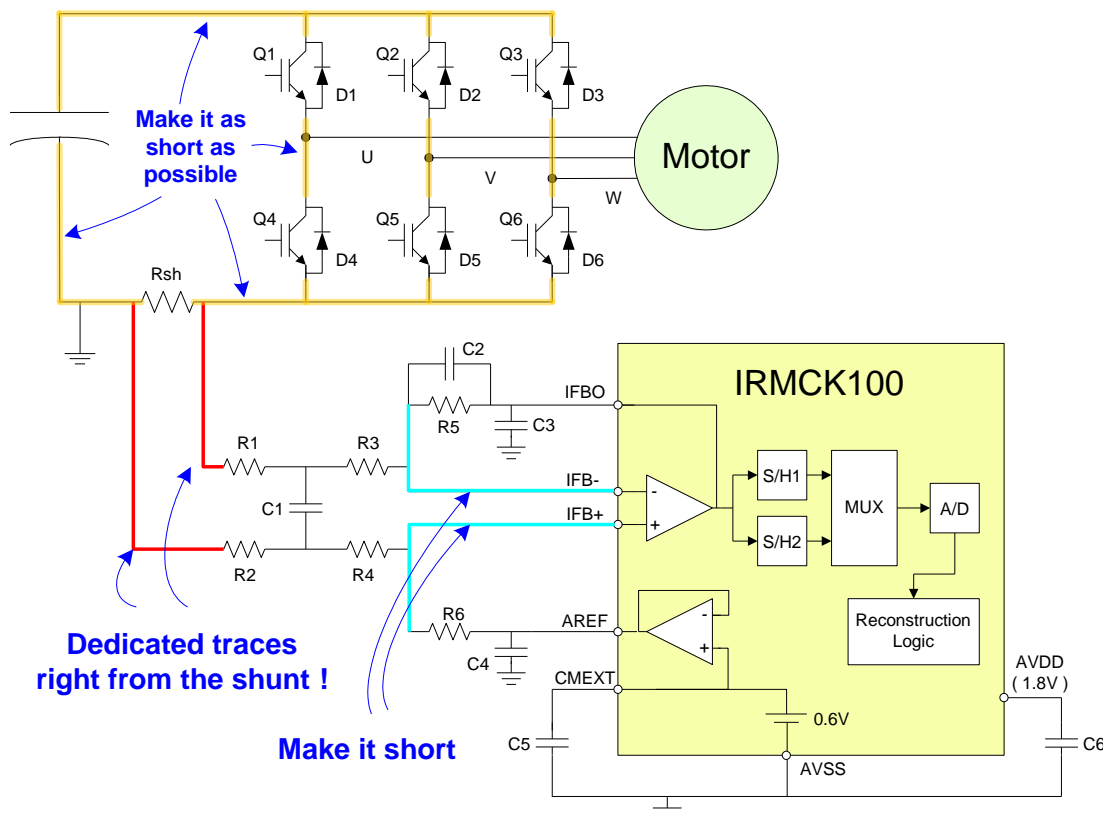 Q1
Q2
Q3
D1
D2
D3
Make it as
short as
possible
U
V
W
Motor
Q4
Q5
Q6
D4
D5
D6
Rsh
C2
R5
C3
IFBO
IRMCK100
R1
R3
C1
IFB-
IFB+
-
+
S/H1
S/H2
MUX
A/D
R2
R4
R6
C4
AREF
-
+
Reconstruction
Logic
Dedicated traces
right from the shunt !
CMEXT
AVDD
( 1.8V )
0.6V
Make it short
C5
C6
AVSS